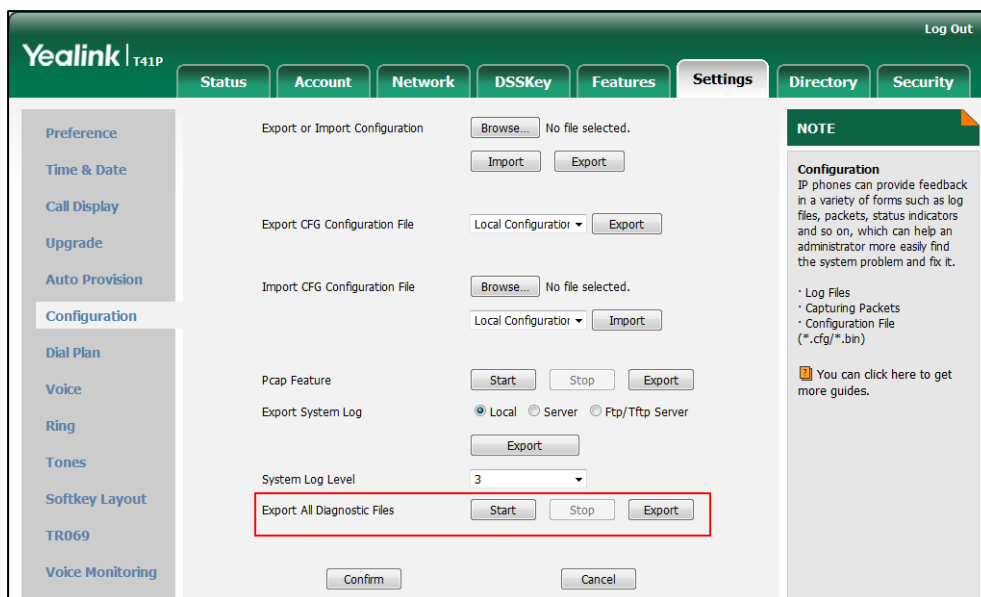 Log Out
Yealink T41P
Status Account Network DSSKey Features Settings Directory Security
Preference
Time & Date
Call Display
Upgrade
Auto Provision
Configuration
Dial Plan
Voice
Ring
Tones
Softkey Layout
TR069
Voice Monitoring
Export or Import Configuration Browse... No file selected.
Import Export
Export CFG Configuration File Local Configuration Export
Import CFG Configuration File Browse... No file selected.
Local Configuration Import
Pcap Feature Start Stop Export
Export System Log Local Server Ftp/Tftp Server
Export
System Log Level 3
Export All Diagnostic Files Start Stop Export
Confirm Cancel
NOTE
Configuration
IP phones can provide feedback
in a variety of forms such as log
files, packets, status indicators
and so on, which can help an
administrator more easily find
the system problem and fix it.
· Log Files
· Capturing Packets
· Configuration File
(*.cfg/*.bin)
You can click here to get
more guides.